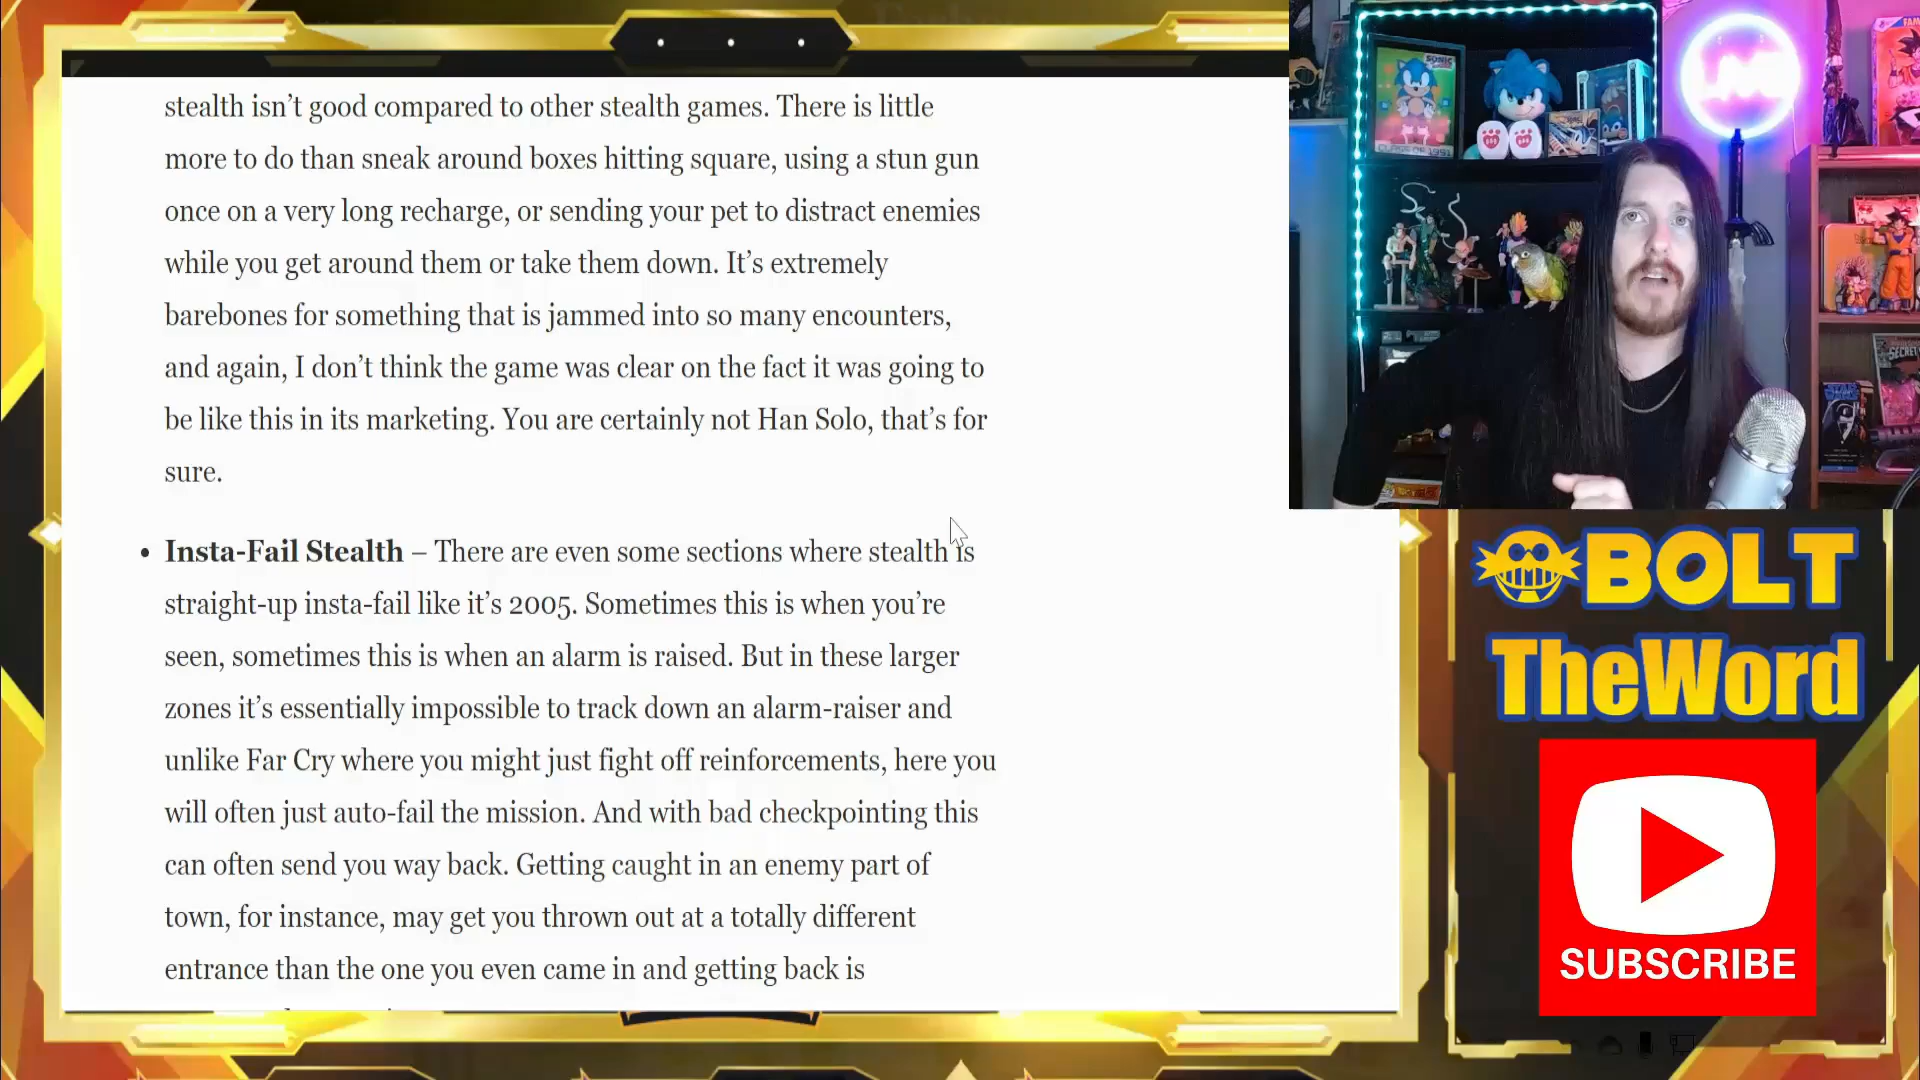 stealth isn’t good compared to other stealth games. There is little
more to do than sneak around boxes hitting square, using a stun gun
once on a very long recharge, or sending your pet to distract enemies
while you get around them or take them down. It’s extremely
barebones for something that is jammed into so many encounters,
and again, I don’t think the game was clear on the fact it was going to
be like this in its marketing. You are certainly not Han Solo, that’s for
sure.
• Insta-Fail Stealth – There are even some sections where stealth is
straight-up insta-fail like it’s 2005. Sometimes this is when you’re
seen, sometimes this is when an alarm is raised. But in these larger
zones it’s essentially impossible to track down an alarm-raiser and
unlike Far Cry where you might just fight off reinforcements, here you
will often just auto-fail the mission. And with bad checkpointing this
can often send you way back. Getting caught in an enemy part of
town, for instance, may get you thrown out at a totally different
entrance than the one you even came in and getting back is
SONIC
CLASS OF 1991
SECRET
STAR
BOLT
TheWord
SUBSCRIBE